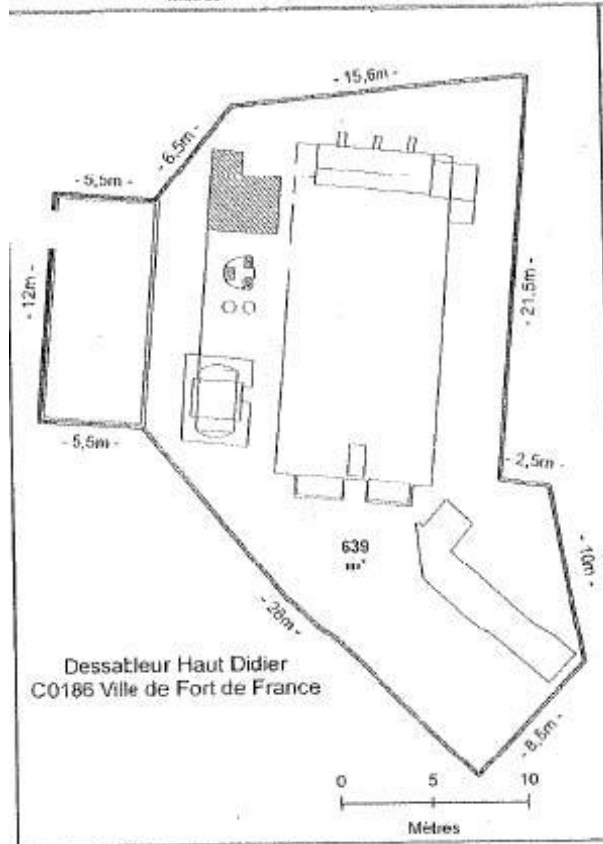 - 15,6m -
- 6,5m -
- 5,5m -
- 12m -
- 21,5m -
- 5,5m -
- 2,5m -
639
m²
- 10m -
- 28m -
Dessableur Haut Didier
C0186 Ville de Fort de France
- 8,5m -
0 5 10
Mètres